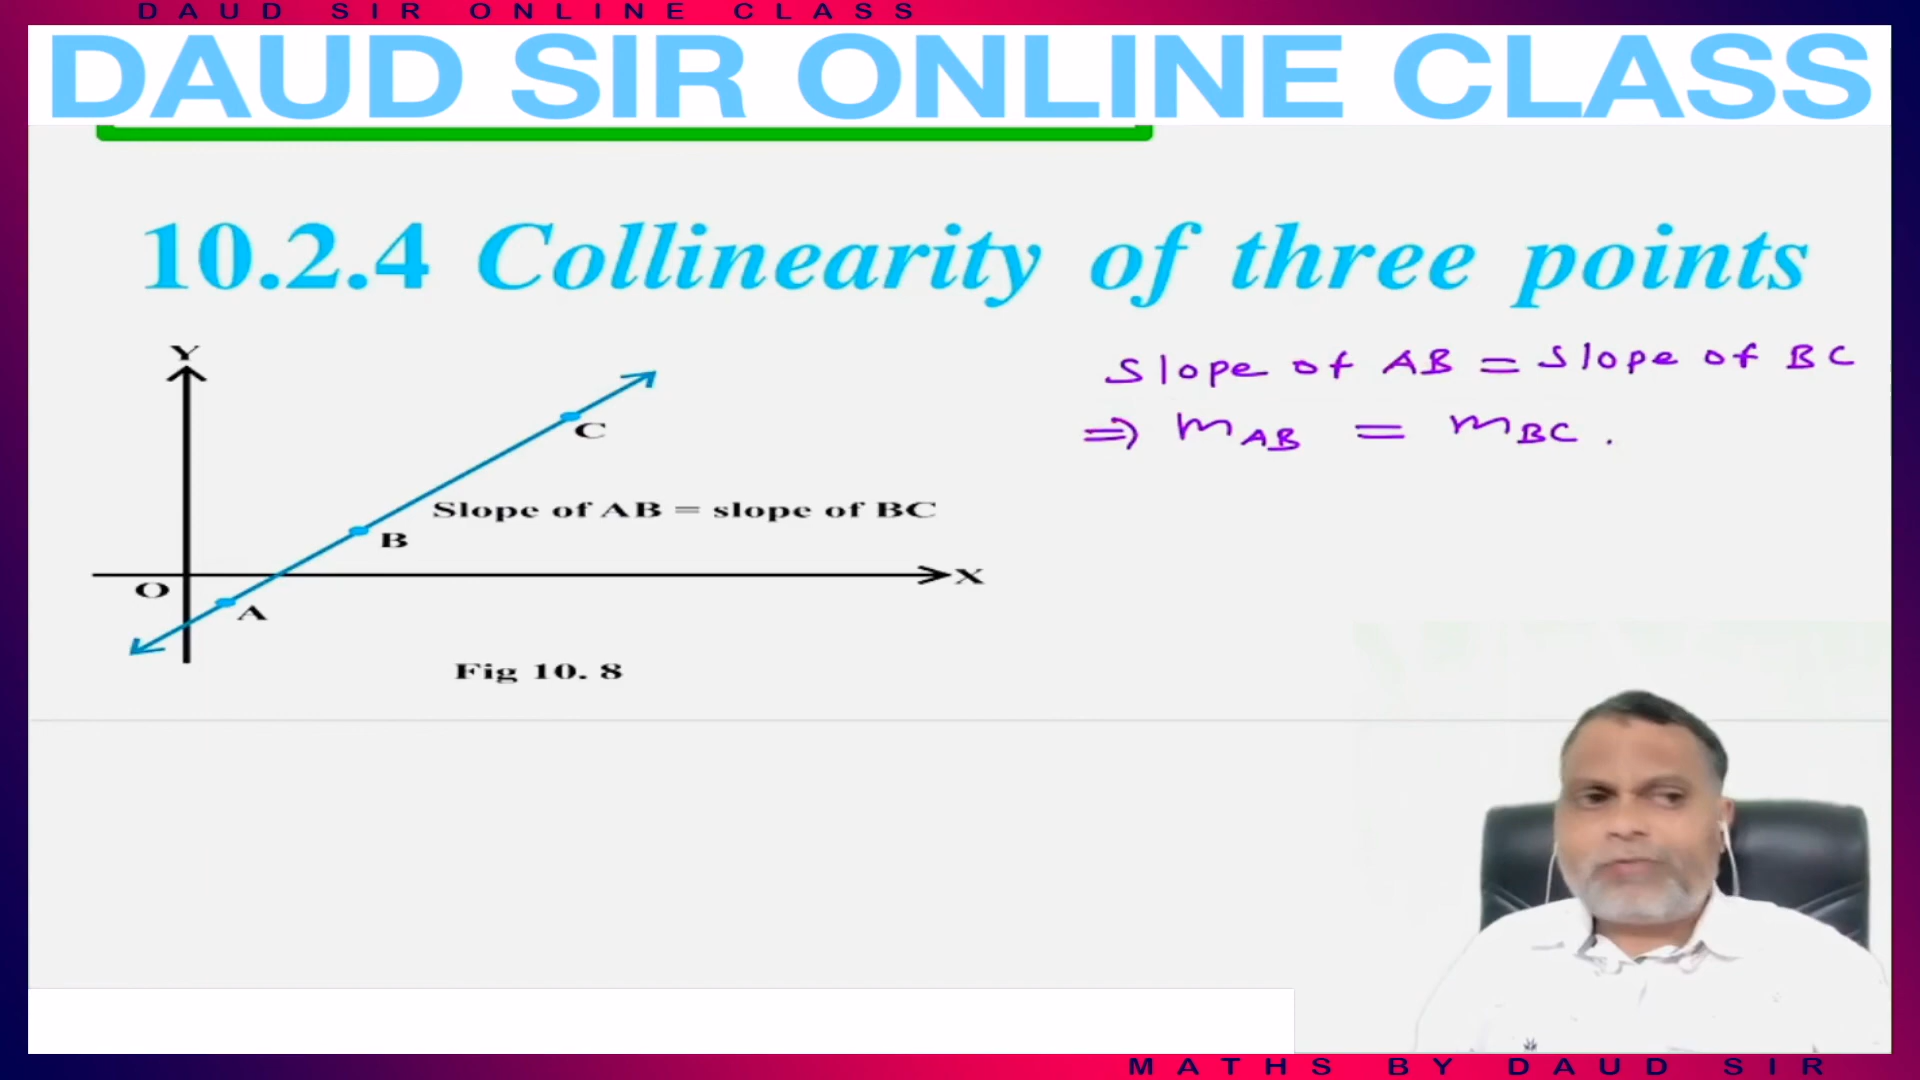 DAUD SIR ONLINE CLASS
DAUD SIR ONLINE CLASS
10.2.4 Collinearity of three points
Y
Slope of AB = Slope of BC
C
⇒ m_AB = m_BC .
Slope of AB = slope of BC
B
X
O
A
Fig 10. 8
MATHS BY DAUD SIR